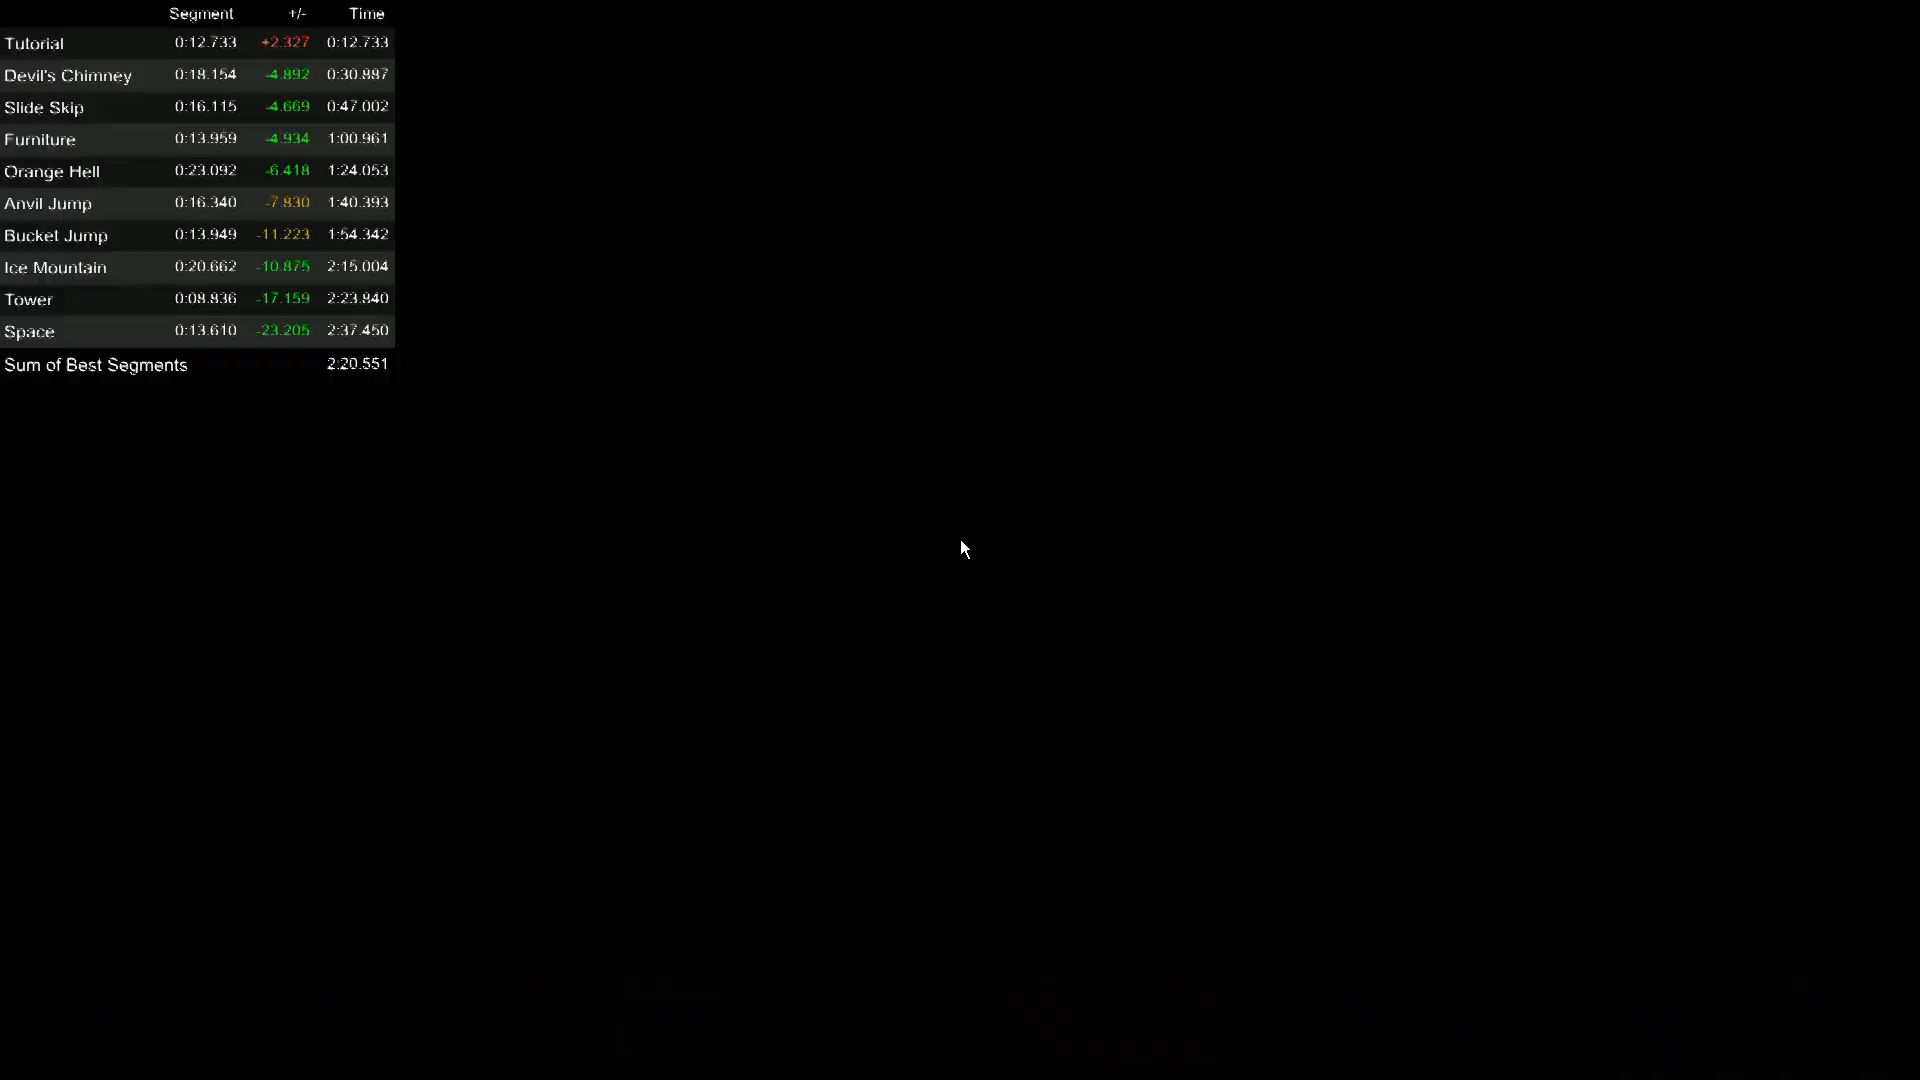 Segment +/- Time
Tutorial 0:12.733 +2.327 0:12.733
Devil's Chimney 0:18.154 -4.892 0:30.887
Slide Skip 0:16.115 -4.669 0:47.002
Furniture 0:13.959 -4.934 1:00.961
Orange Hell 0:23.092 -6.418 1:24.053
Anvil Jump 0:16.340 -7.830 1:40.393
Bucket Jump 0:13.949 -11.223 1:54.342
Ice Mountain 0:20.662 -10.875 2:15.004
Tower 0:08.836 -17.159 2:23.840
Space 0:13.610 -23.205 2:37.450
Sum of Best Segments 2:20.551